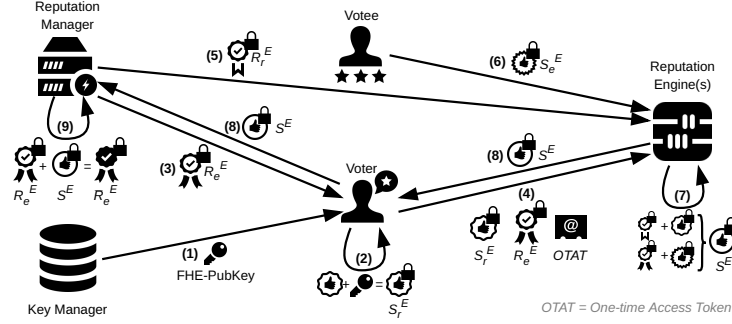 Reputation
Manager
Votee
(5) R_r^E
(6) S_e^E
Reputation
Engine(s)
(9)
(8) S^E
(3) R_e^E
(8) S^E
Voter
(4)
(7)
R_e^E + S^E = R_e^E
S_r^E R_e^E @ OTAT
(1)
FHE-PubKey
(2)
+ =
S_r^E
+
+
S^E
Key Manager
OTAT = One-time Access Token